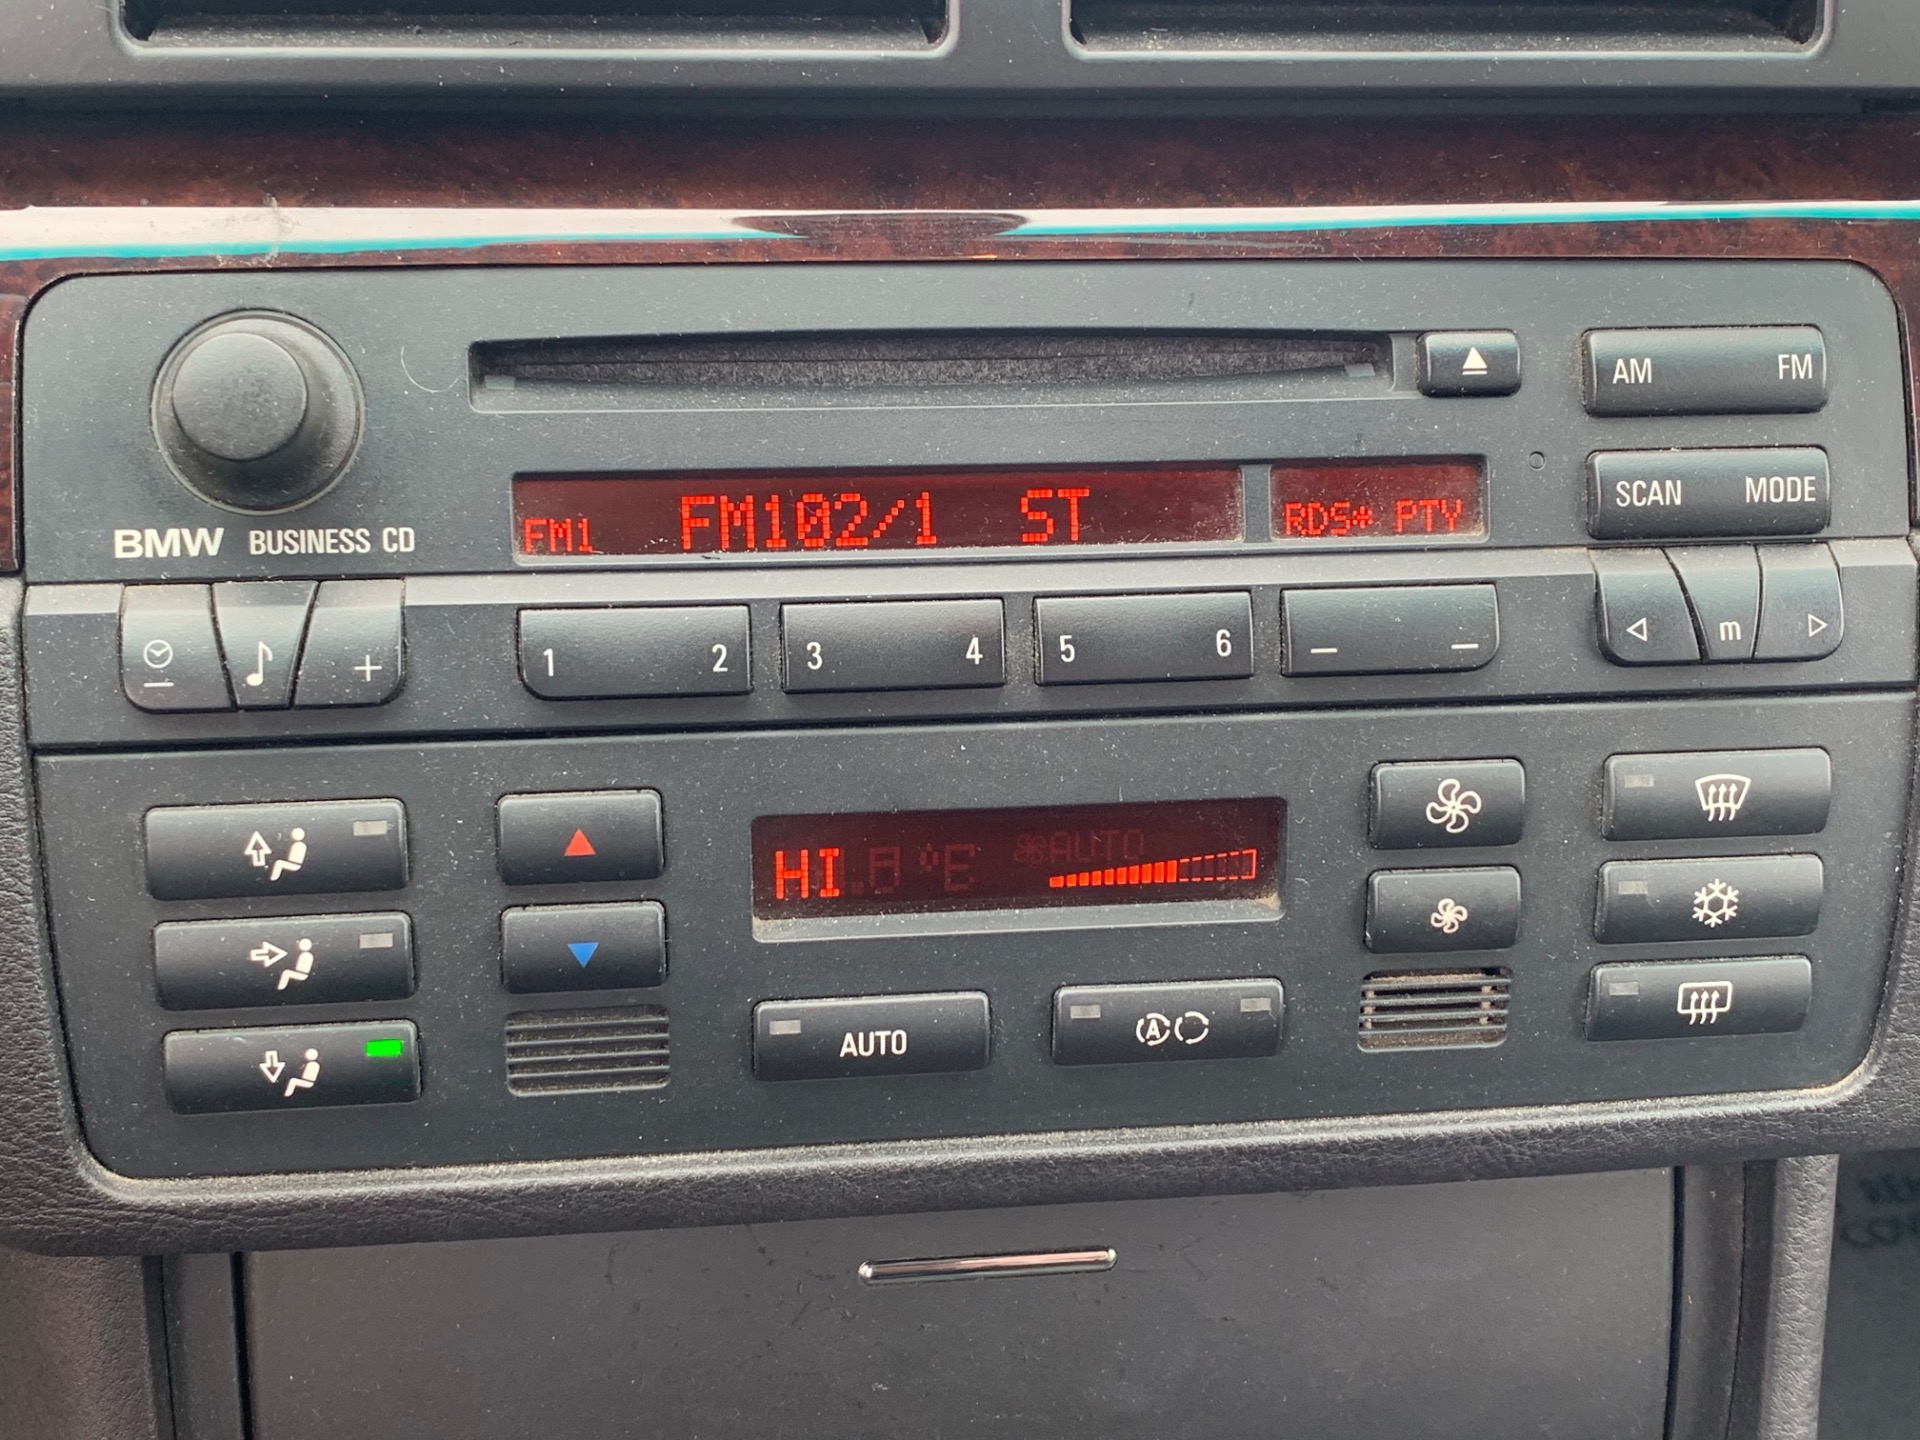 AM FM
FM1 FM102/1 ST RDS* PTY
SCAN MODE
BMW BUSINESS CD
1 2 3 4 5 6 — — m
— +
HI AUTO
AUTO A